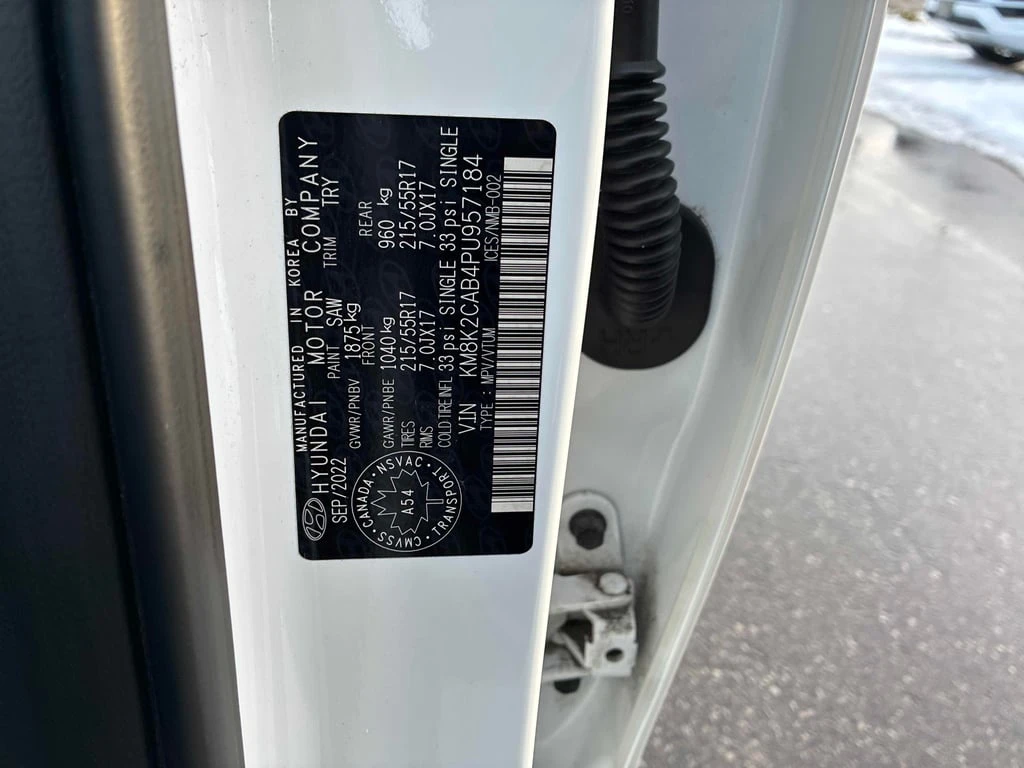 MANUFACTURED IN KOREA BY
HYUNDAI MOTOR COMPANY
SEP/2022 PAINT SAW TRIM TRY
GVWR/PNBV 1875kg
FRONT REAR
GAWR/PNBE 1040kg 960 kg
TIRES 215/55R17 215/55R17
RIMS 7.0JX17 7.0JX17
COLD TIRE INFL 33 psi SINGLE 33 psi SINGLE
VIN KM8K2CAB4PU957184
TYPE : MPV/VTUM ICES/NMB-002
CANADA · NSVAC ·
A54
CMVSS · TRANSPORT ·